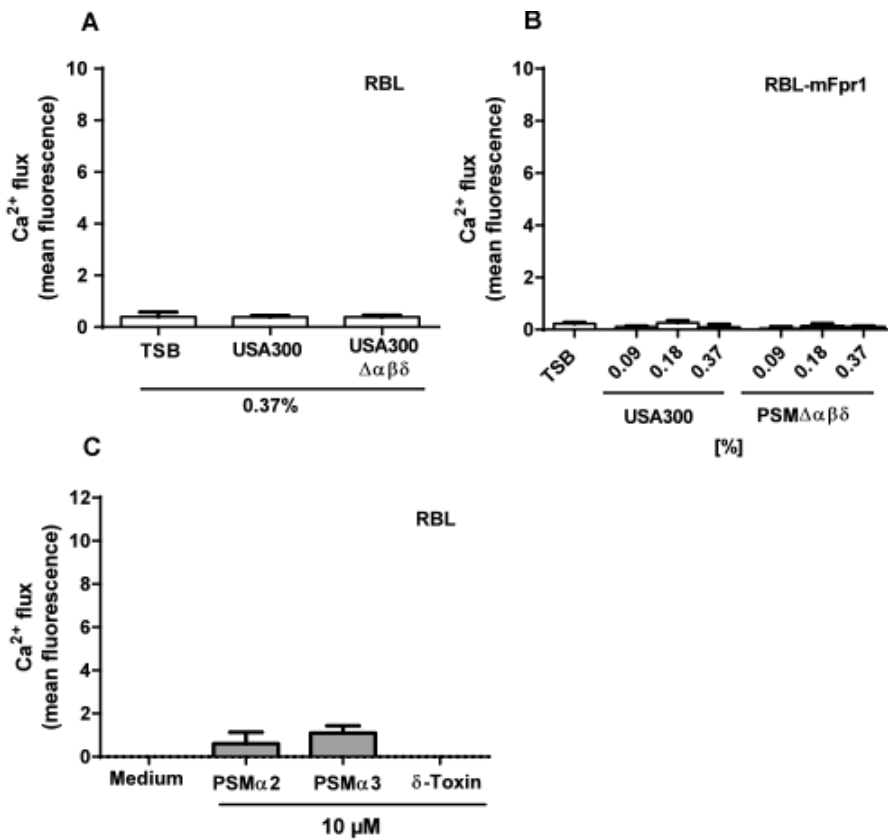 A
RBL
10
8
6
4
2
0
Ca²⁺ flux
(mean fluorescence)
TSB
USA300
USA300
Δαβδ
0.37%
B
RBL-mFpr1
10
8
6
4
2
0
Ca²⁺ flux
(mean fluorescence)
TSB
0.09
0.18
0.37
0.09
0.18
0.37
USA300
PSMΔαβδ
[%]
C
RBL
12
10
8
6
4
2
0
Ca²⁺ flux
(mean fluorescence)
Medium
PSMα2
PSMα3
δ-Toxin
10 µM